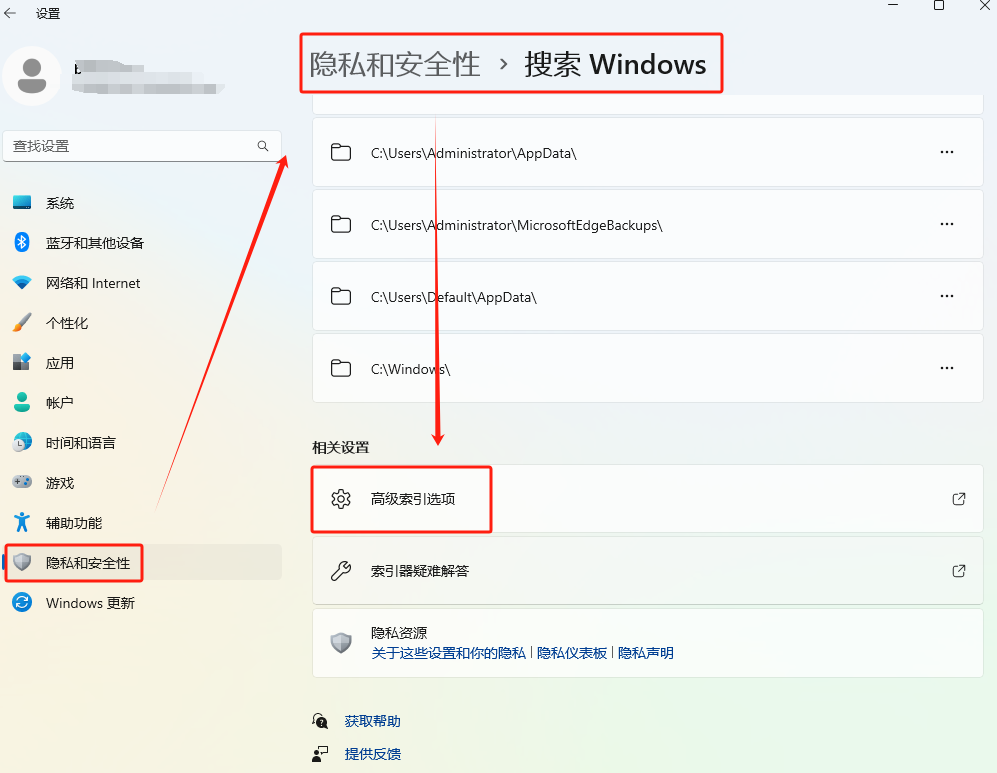 设置
查找设置
系统
蓝牙和其他设备
网络和 Internet
个性化
应用
帐户
时间和语言
游戏
辅助功能
隐私和安全性
Windows 更新
隐私和安全性 › 搜索 Windows
C:\Users\Administrator\AppData\
C:\Users\Administrator\MicrosoftEdgeBackups\
C:\Users\Default\AppData\
C:\Windows\
相关设置
高级索引选项
索引器疑难解答
隐私资源
关于这些设置和你的隐私 | 隐私仪表板 | 隐私声明
获取帮助
提供反馈